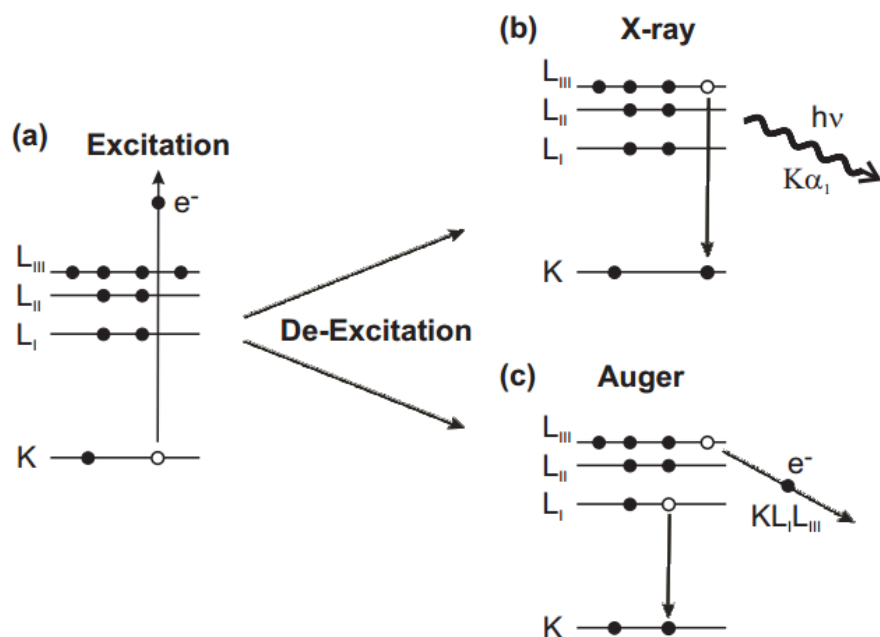 (a)
Excitation
e⁻
L_III
L_II
L_I
K
De-Excitation
(b)
X-ray
L_III
L_II
L_I
K
hν
Kα₁
(c)
Auger
L_III
L_II
L_I
K
e⁻
KL_IL_III